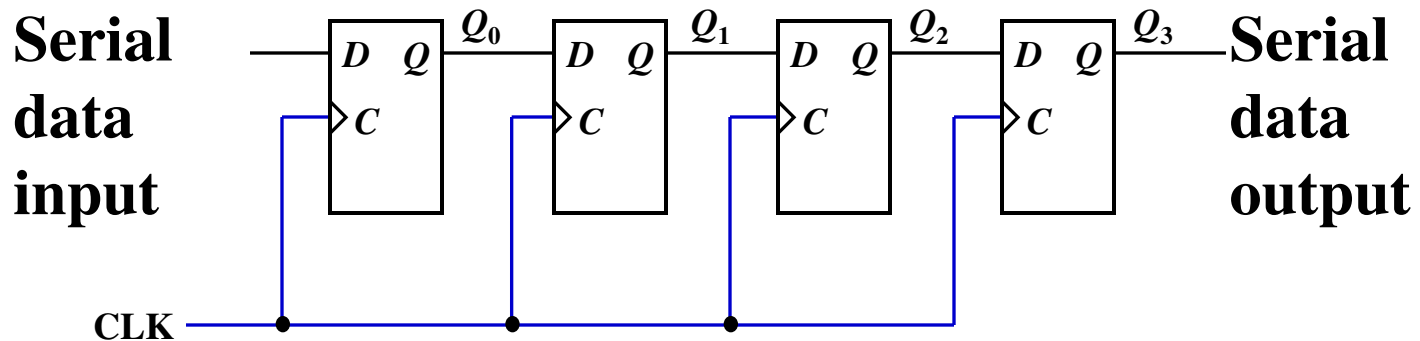 Serial
data
input
D Q
C
Q₀
D Q
C
Q₁
D Q
C
Q₂
D Q
C
Q₃
Serial
data
output
CLK